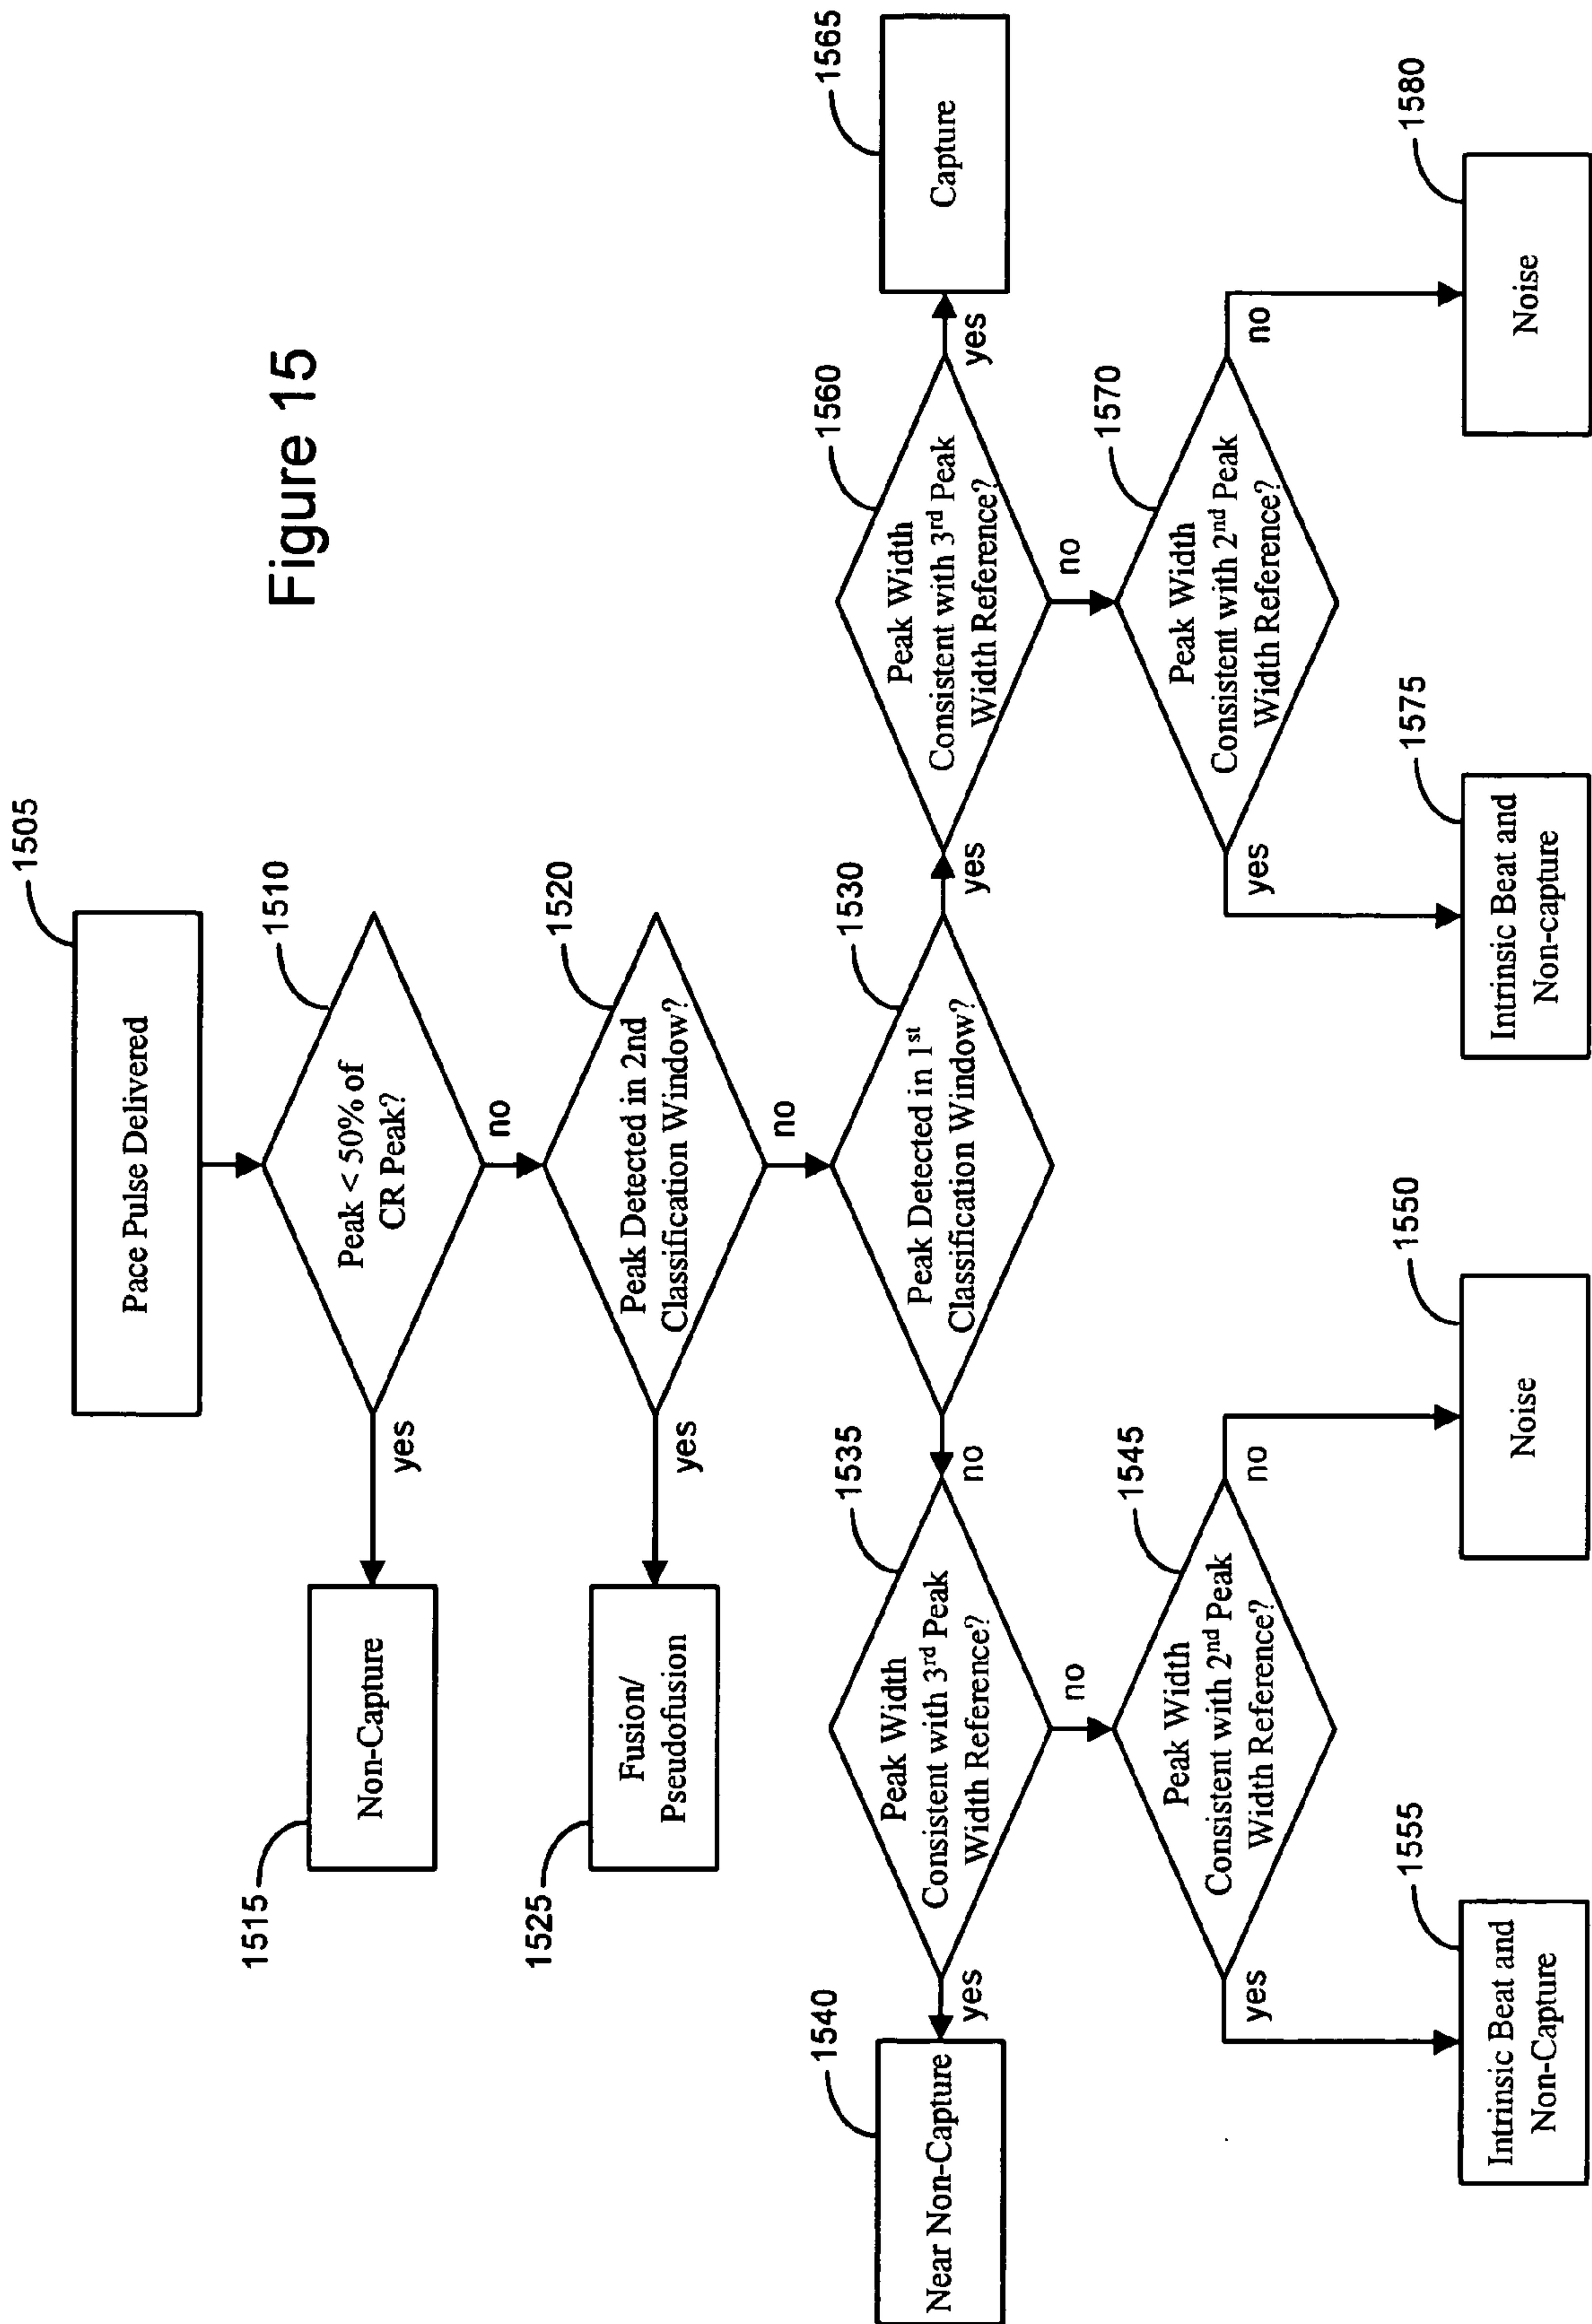 Figure 15
1505
Pace Pulse Delivered
1510
Peak < 50% of
CR Peak?
yes
no
1515
Non-Capture
1520
Peak Detected in 2nd
Classification Window?
yes
no
1525
Fusion/
Pseudofusion
1530
Peak Detected in 1st
Classification Window?
no
yes
1535
Peak Width
Consistent with 3rd Peak
Width Reference?
yes
no
1540
Near Non-Capture
1545
Peak Width
Consistent with 2nd Peak
Width Reference?
yes
no
1555
Intrinsic Beat and
Non-Capture
1550
Noise
1560
Peak Width
Consistent with 3rd Peak
Width Reference?
yes
no
1565
Capture
1570
Peak Width
Consistent with 2nd Peak
Width Reference?
yes
no
1575
Intrinsic Beat and
Non-capture
1580
Noise